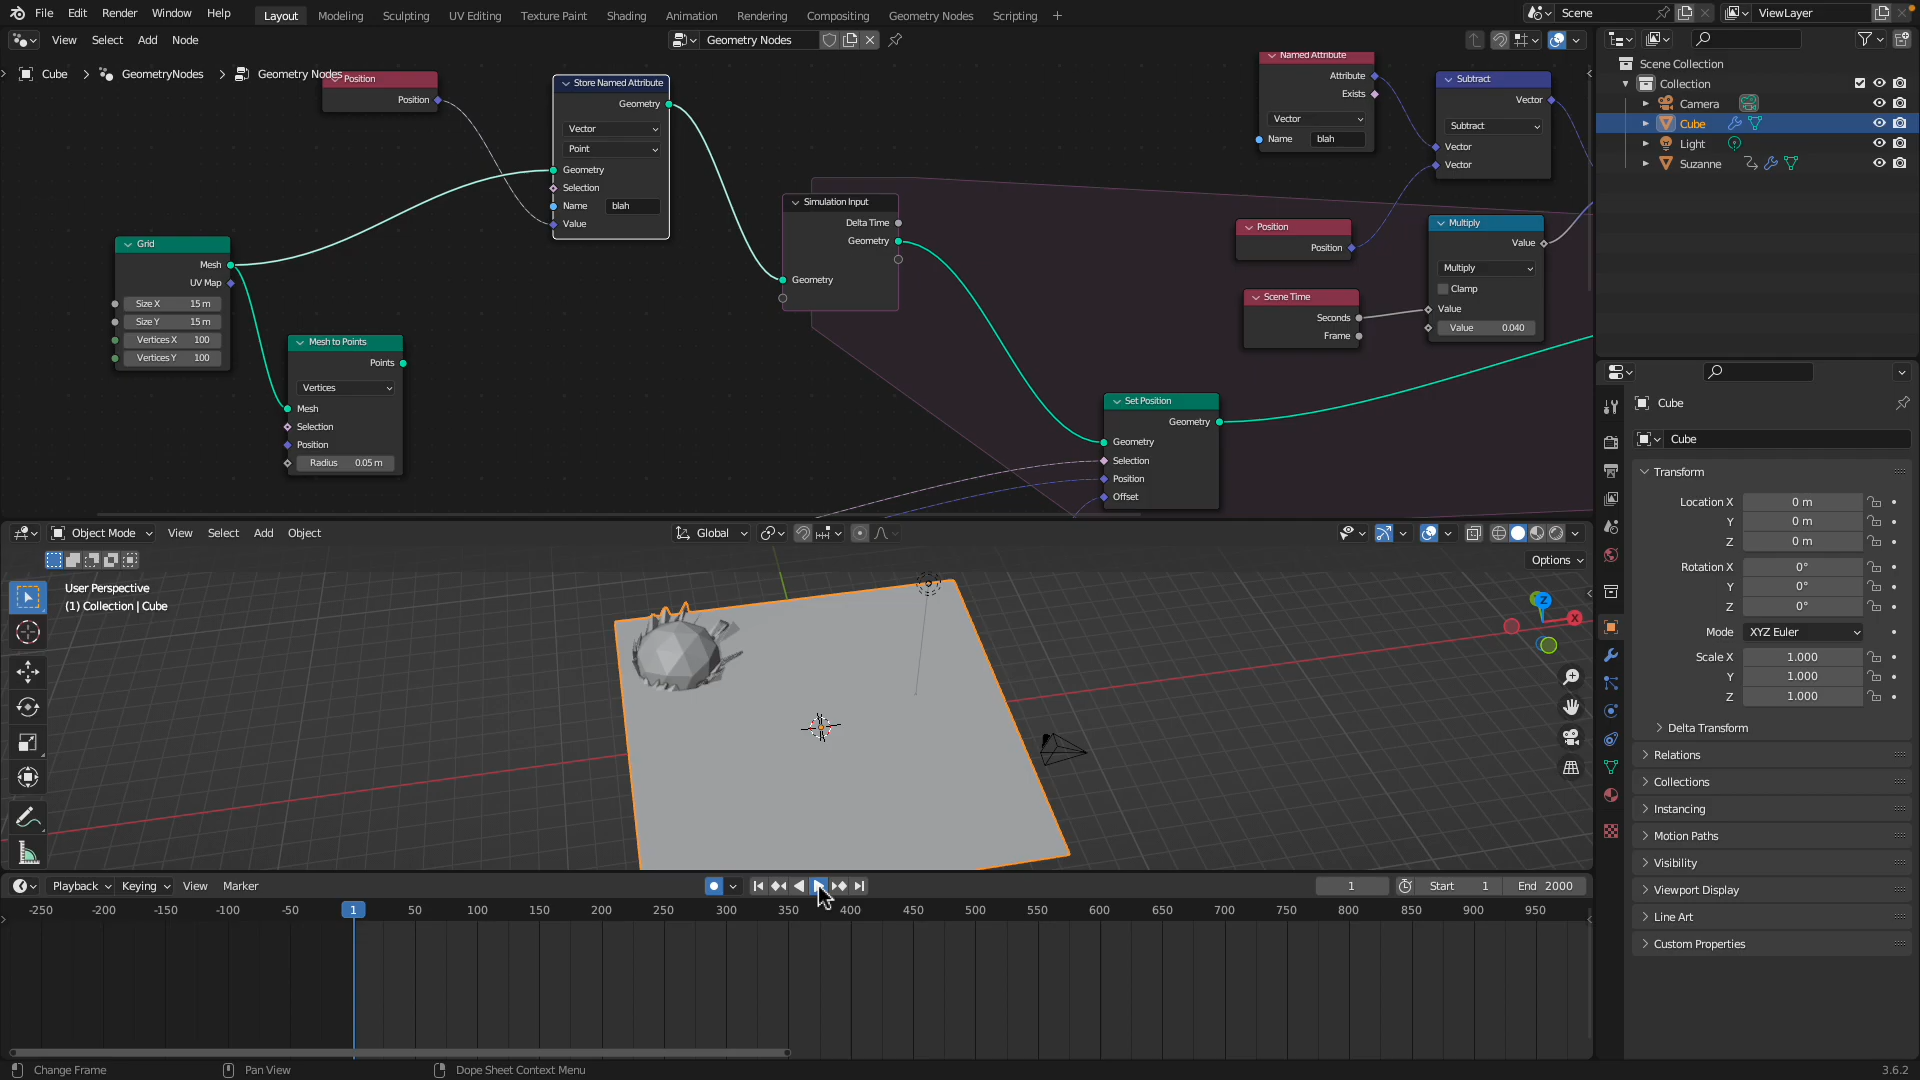 File Edit Render Window Help Layout Modeling Sculpting UV Editing Texture Paint Shading Animation Rendering Compositing Geometry Nodes Scripting Scene ViewLayer
View Select Add Node Geometry Nodes
Cube GeometryNodes Geometry Nodes
Position
Position
Store Named Attribute
Geometry
Vector
Point
Geometry
Selection
Name blah
Value
Simulation Input
Delta Time
Geometry
Geometry
Named Attribute
Attribute
Exists
Vector
Name blah
Subtract
Vector
Subtract
Vector
Vector
Position
Position
Multiply
Value
Multiply
Clamp
Value
Value 0.040
Scene Time
Seconds
Frame
Grid
Mesh
UV Map
Size X 15 m
Size Y 15 m
Vertices X 100
Vertices Y 100
Mesh to Points
Points
Vertices
Mesh
Selection
Position
Radius 0.05 m
Set Position
Geometry
Geometry
Selection
Position
Offset
Scene Collection
Collection
Camera
Cube
Light
Suzanne
Cube
Cube
Transform
Location X 0 m
Y 0 m
Z 0 m
Rotation X 0°
Y 0°
Z 0°
Mode XYZ Euler
Scale X 1.000
Y 1.000
Z 1.000
Delta Transform
Relations
Collections
Instancing
Motion Paths
Visibility
Viewport Display
Line Art
Custom Properties
Object Mode View Select Add Object Global
Options
User Perspective
(1) Collection | Cube
Z
X
Playback Keying View Marker 1 Start 1 End 2000
-250 -200 -150 -100 -50 1 50 100 150 200 250 300 350 400 450 500 550 600 650 700 750 800 850 900 950
Change Frame Pan View Dope Sheet Context Menu 3.6.2